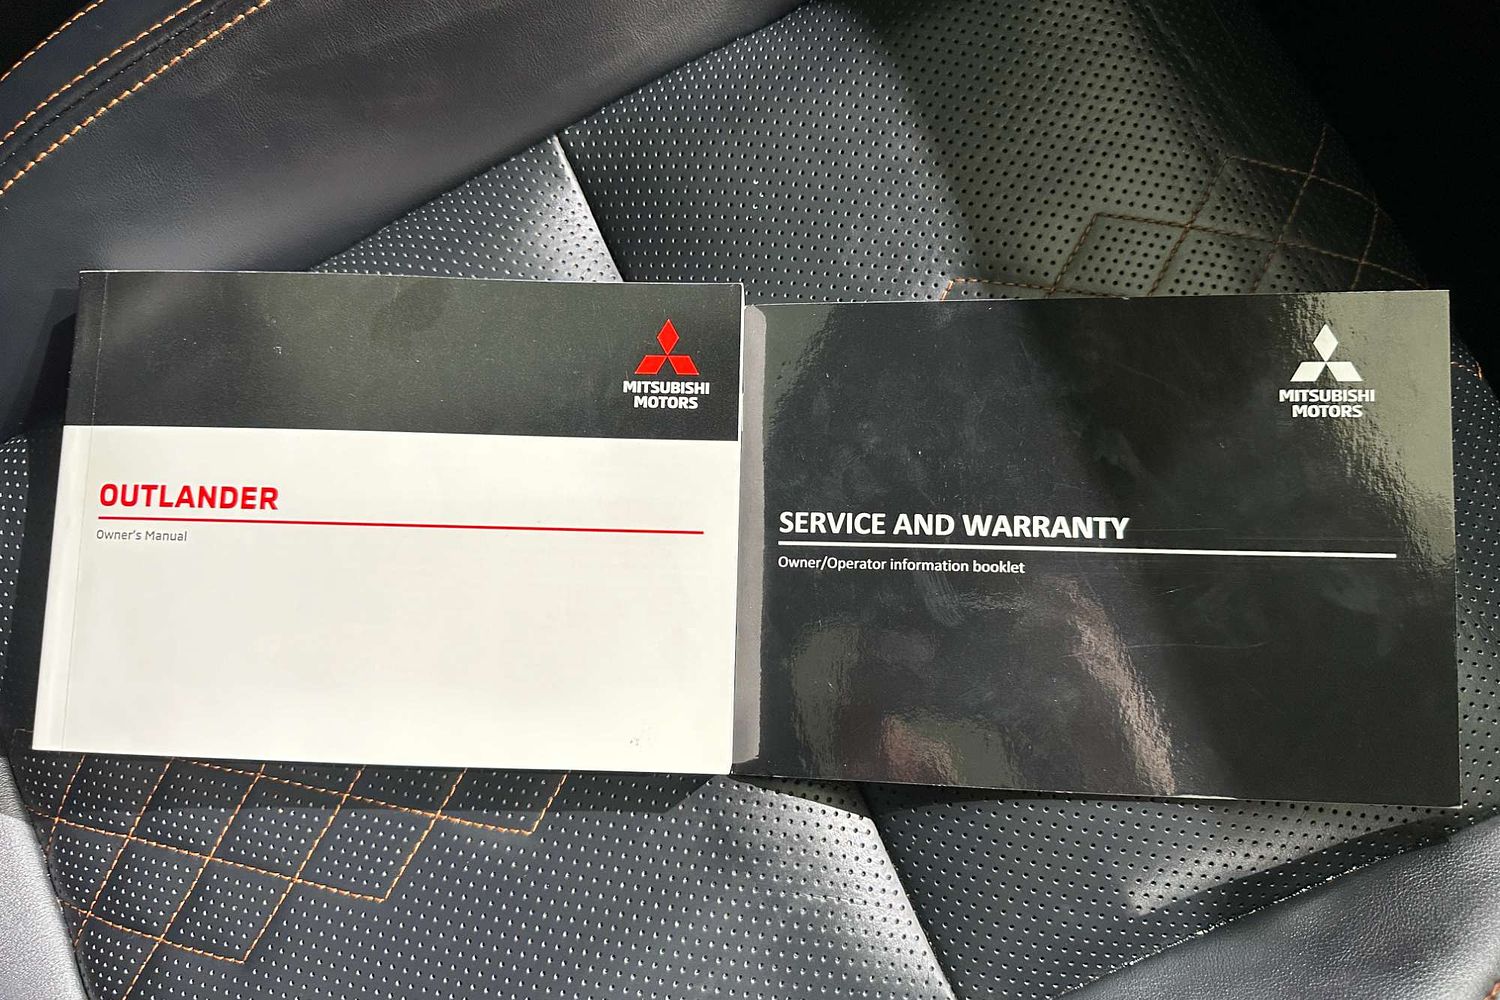 MITSUBISHI
MOTORS
OUTLANDER
Owner's Manual
MITSUBISHI
MOTORS
SERVICE AND WARRANTY
Owner/Operator information booklet